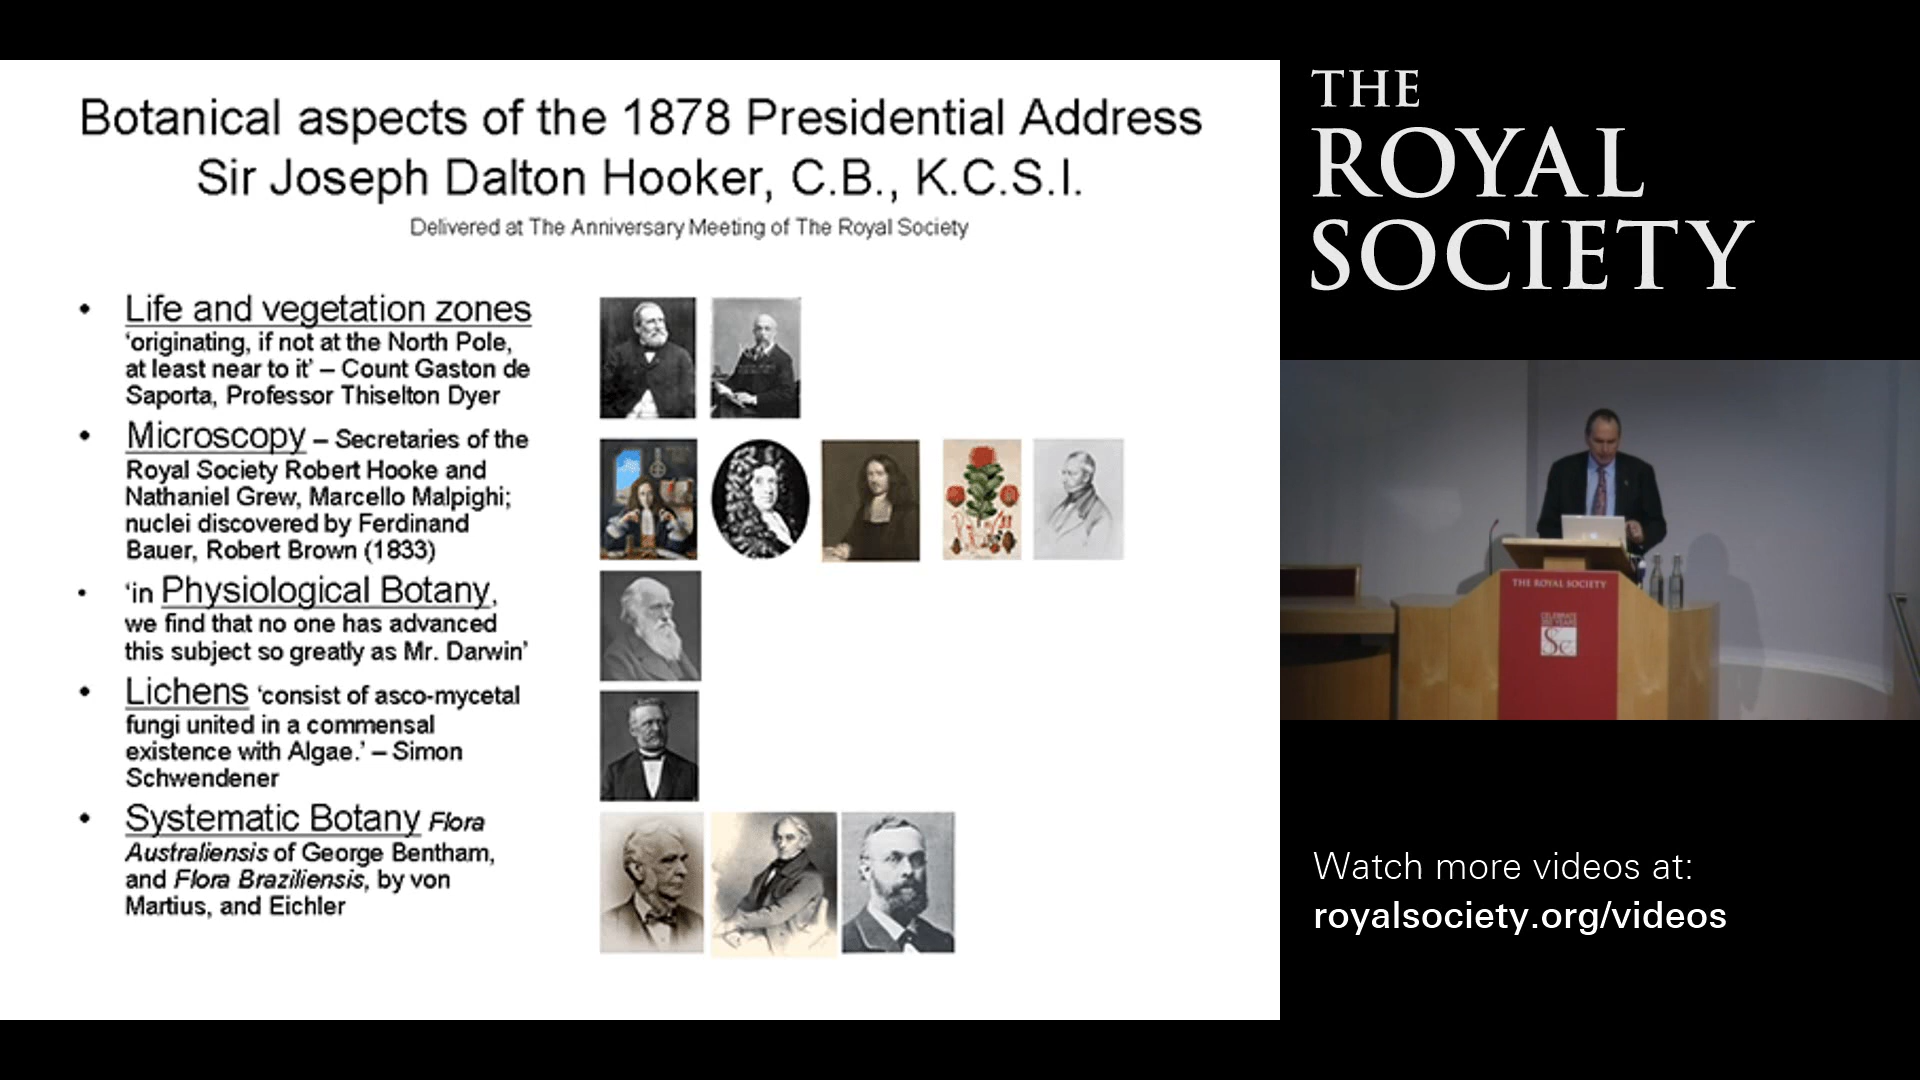 Botanical aspects of the 1878 Presidential Address
Sir Joseph Dalton Hooker, C.B., K.C.S.I.
Delivered at The Anniversary Meeting of The Royal Society
• Life and vegetation zones
‘originating, if not at the North Pole,
at least near to it’ – Count Gaston de
Saporta, Professor Thiselton Dyer
• Microscopy – Secretaries of the
Royal Society Robert Hooke and
Nathaniel Grew, Marcello Malpighi;
nuclei discovered by Ferdinand
Bauer, Robert Brown (1833)
• ‘in Physiological Botany,
we find that no one has advanced
this subject so greatly as Mr. Darwin’
• Lichens ‘consist of asco-mycetal
fungi united in a commensal
existence with Algae.’ – Simon
Schwendener
• Systematic Botany Flora
Australiensis of George Bentham,
and Flora Braziliensis, by von
Martius, and Eichler
THE
ROYAL
SOCIETY
THE ROYAL SOCIETY
CELEBRATE
350 YEARS
Watch more videos at:
royalsociety.org/videos